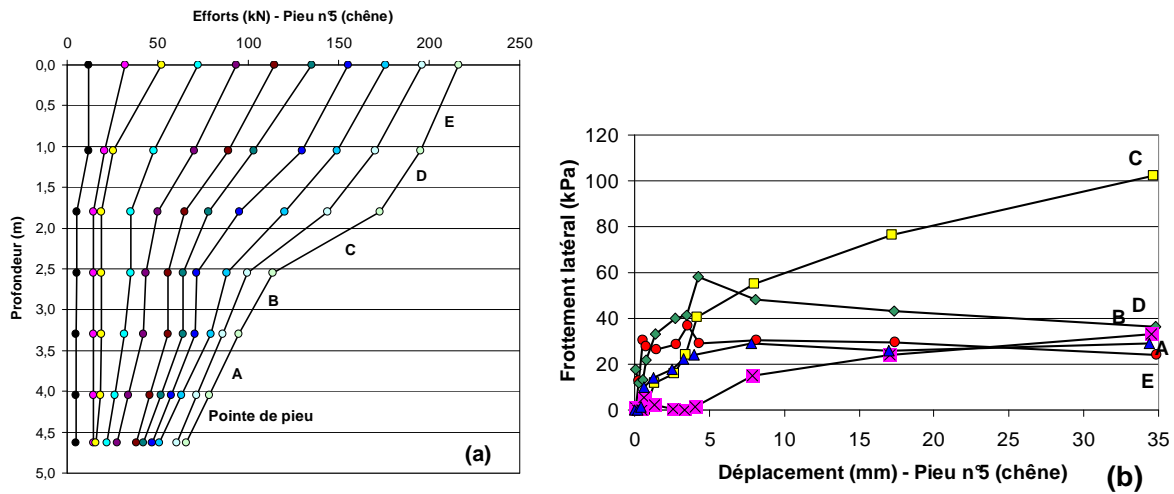 Efforts (kN) - Pieu n°5 (chêne)
0 50 100 150 200 250
0,0
0,5
1,0
1,5
2,0
2,5
3,0
3,5
4,0
4,5
5,0
Profondeur (m)
E
D
C
B
A
Pointe de pieu
(a)
120
100
80
60
40
20
0
Frottement latéral (kPa)
C
D
B
A
E
0 5 10 15 20 25 30 35
Déplacement (mm) - Pieu n°5 (chêne)
(b)